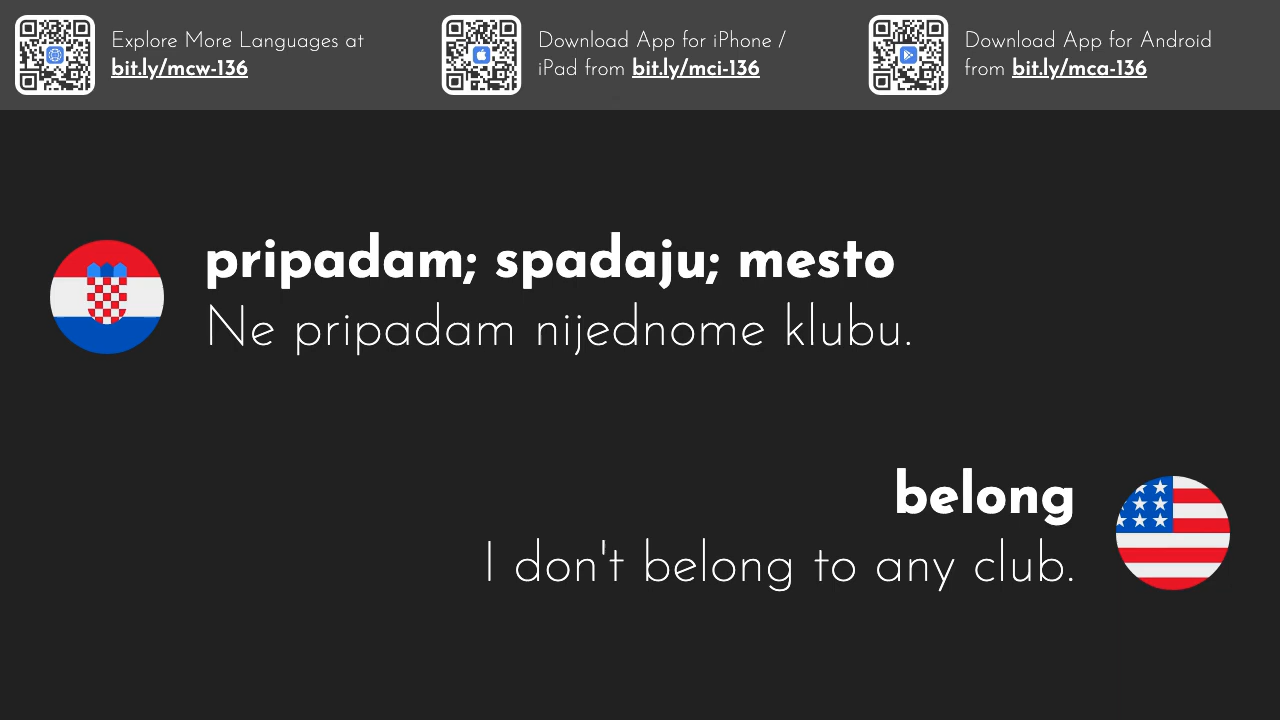 Explore More Languages at
bit.ly/mcw-136
Download App for iPhone /
iPad from bit.ly/mci-136
Download App for Android
from bit.ly/mca-136
pripadam; spadaju; mesto
Ne pripadam nijednome klubu.
belong
I don't belong to any club.